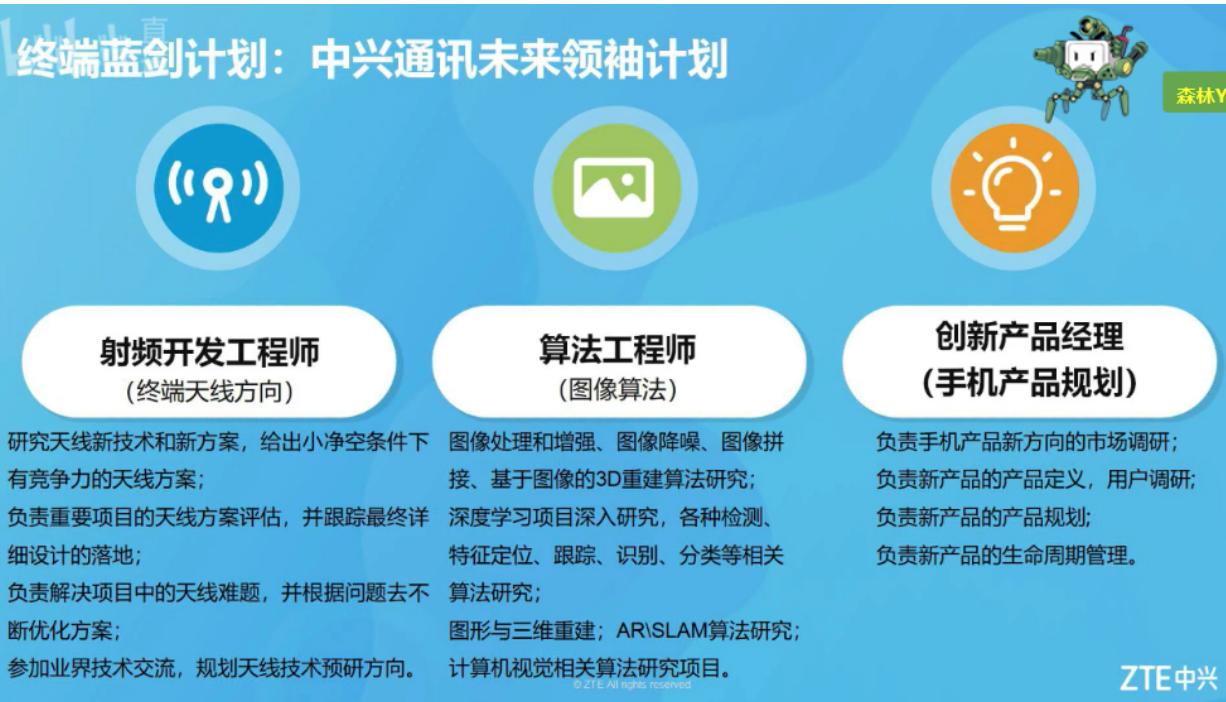 终端蓝剑计划：中兴通讯未来领袖计划
森林Y
射频开发工程师
（终端天线方向）
研究天线新技术和新方案，给出小净空条件下
有竞争力的天线方案；
负责重要项目的天线方案评估，并跟踪最终详
细设计的落地；
负责解决项目中的天线难题，并根据问题去不
断优化方案；
参加业界技术交流，规划天线技术预研方向。
算法工程师
（图像算法）
图像处理和增强、图像降噪、图像拼
接、基于图像的3D重建算法研究；
深度学习项目深入研究，各种检测、
特征定位、跟踪、识别、分类等相关
算法研究；
图形与三维重建；AR\SLAM算法研究；
计算机视觉相关算法研究项目。
创新产品经理
（手机产品规划）
负责手机产品新方向的市场调研；
负责新产品的产品定义，用户调研;
负责新产品的产品规划;
负责新产品的生命周期管理。
© ZTE All rights reserved
ZTE中兴